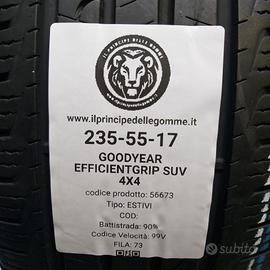 IL PRINCIPE DELLE GOMME
www.ilprincipedellegomme.it
235-55-17
GOODYEAR
EFFICIENTGRIP SUV
4X4
codice prodotto: 56673
Tipo: ESTIVI
COD:
Battistrada: 90%
Codice Velocità: 99V
FILA: 73
subito